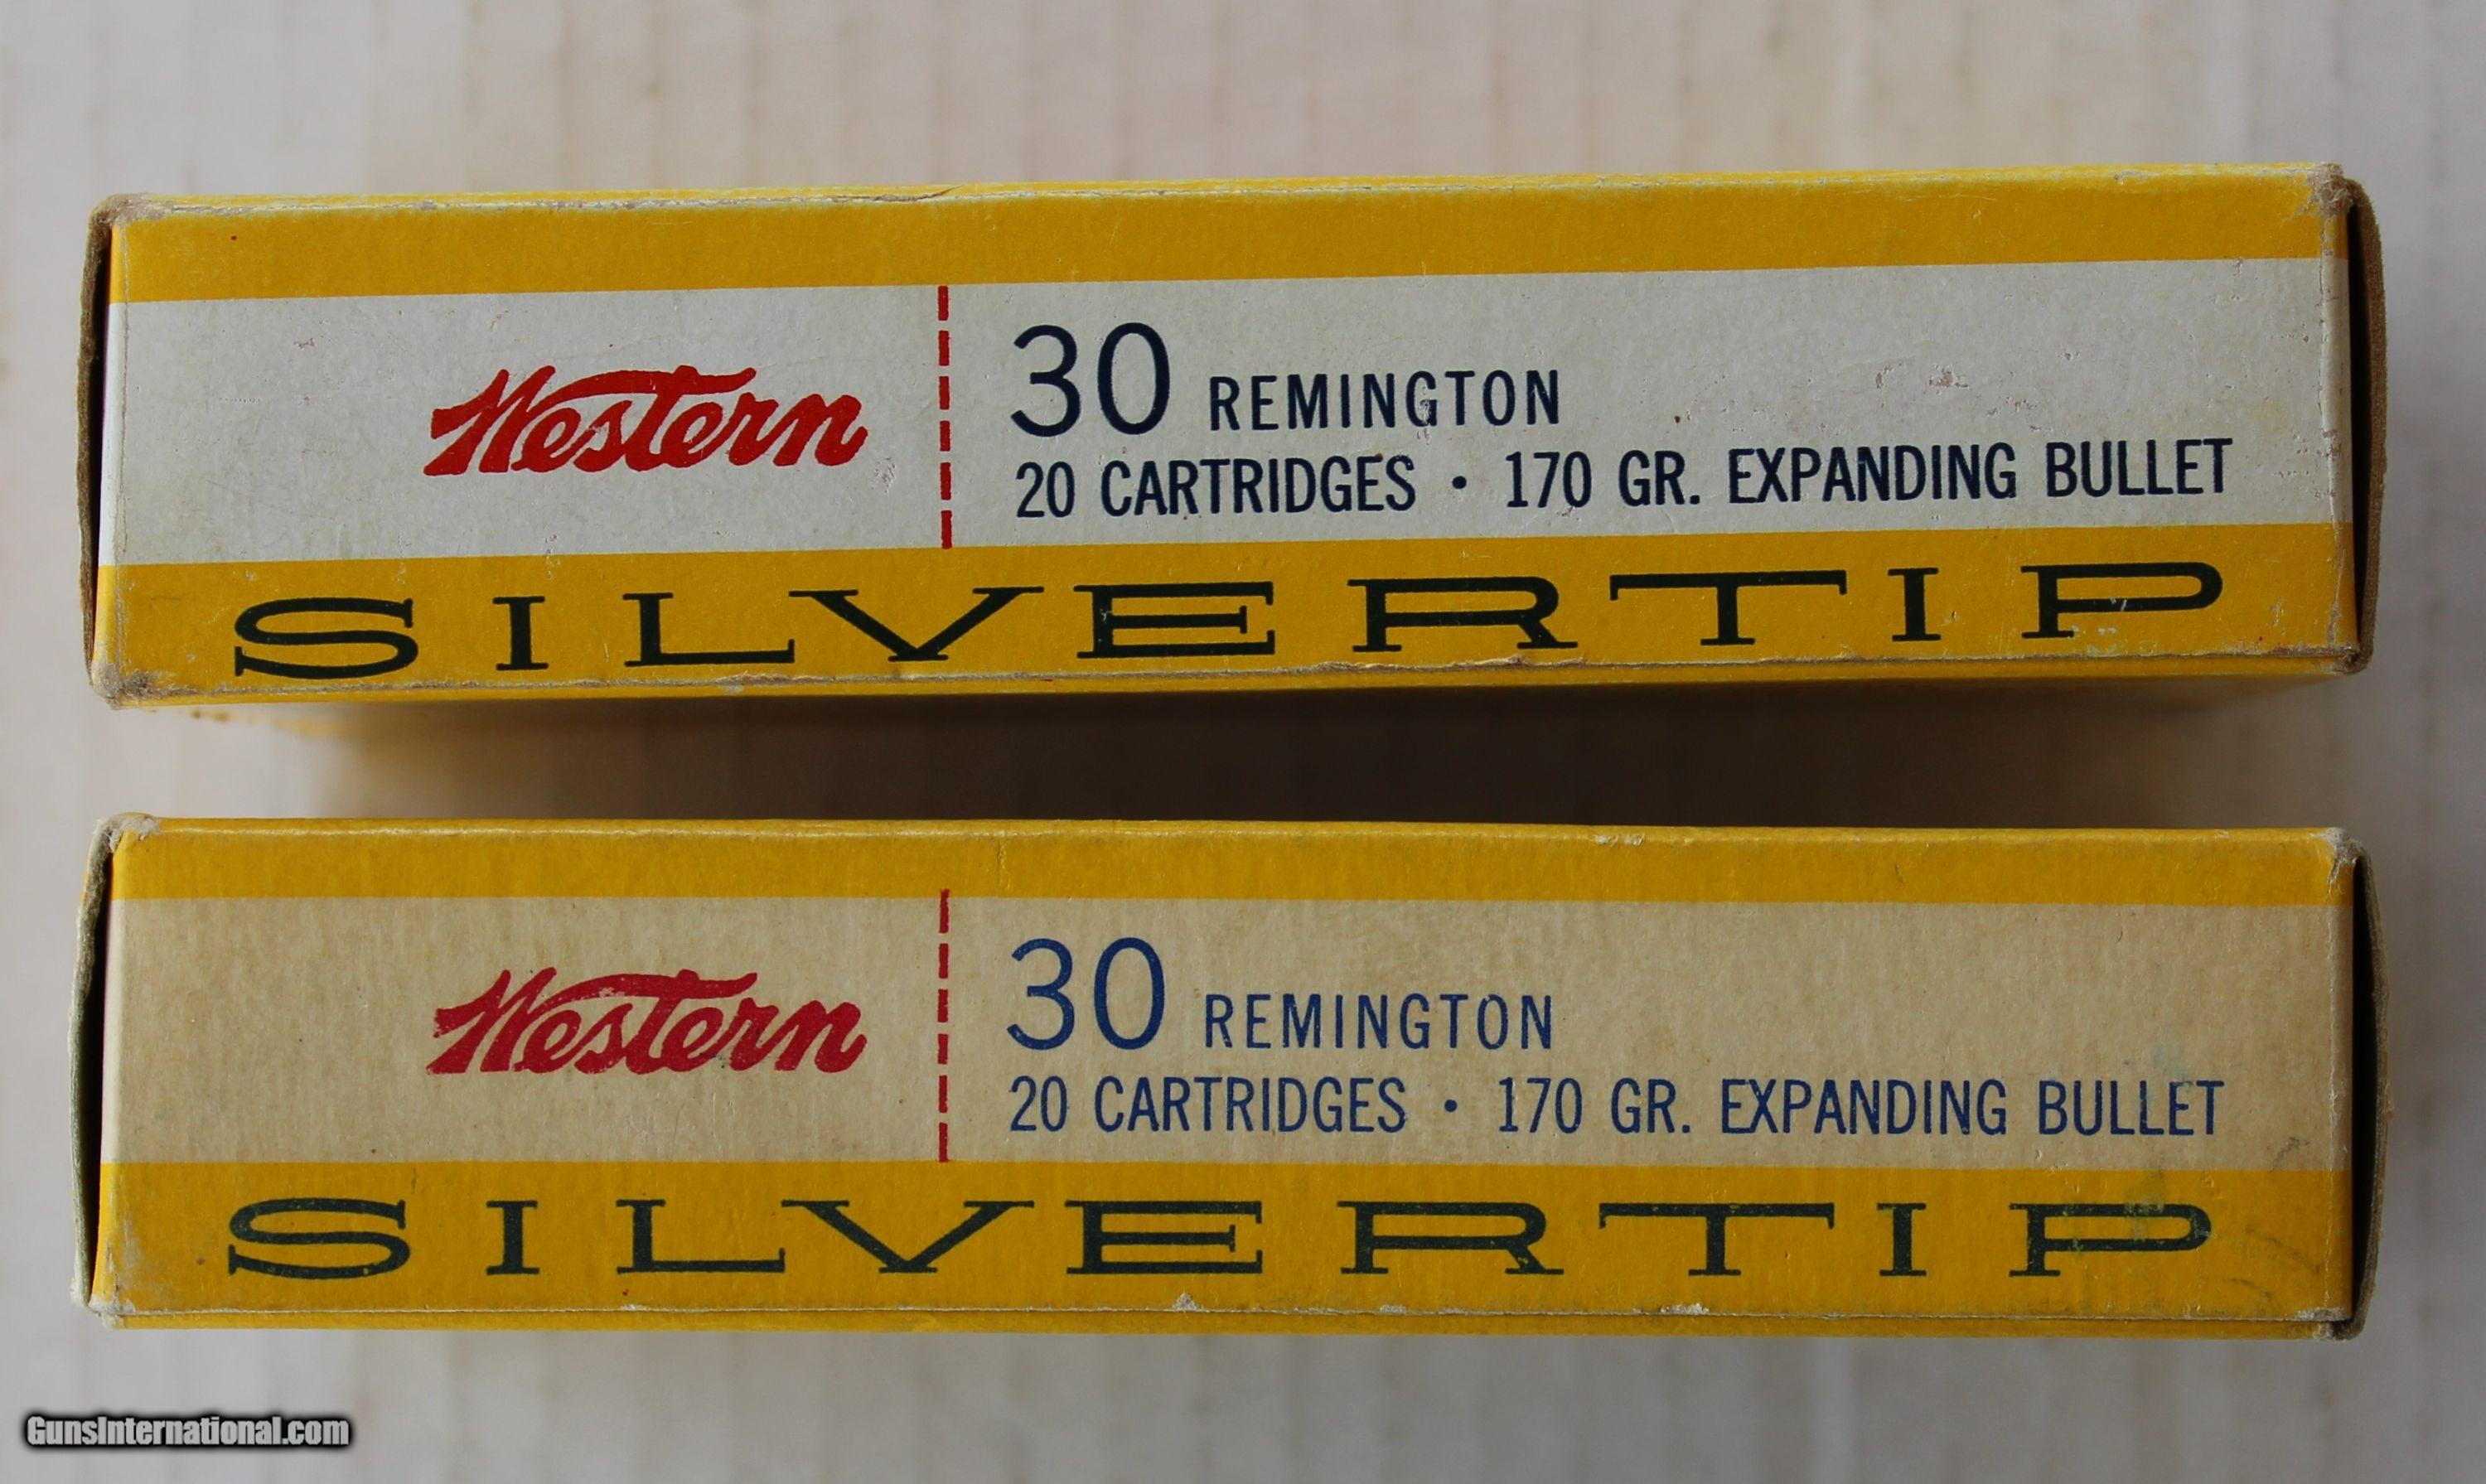 Western
30 REMINGTON
20 CARTRIDGES • 170 GR. EXPANDING BULLET
SILVERTIP
Western
30 REMINGTON
20 CARTRIDGES • 170 GR. EXPANDING BULLET
SILVERTIP
GunsInternational.com